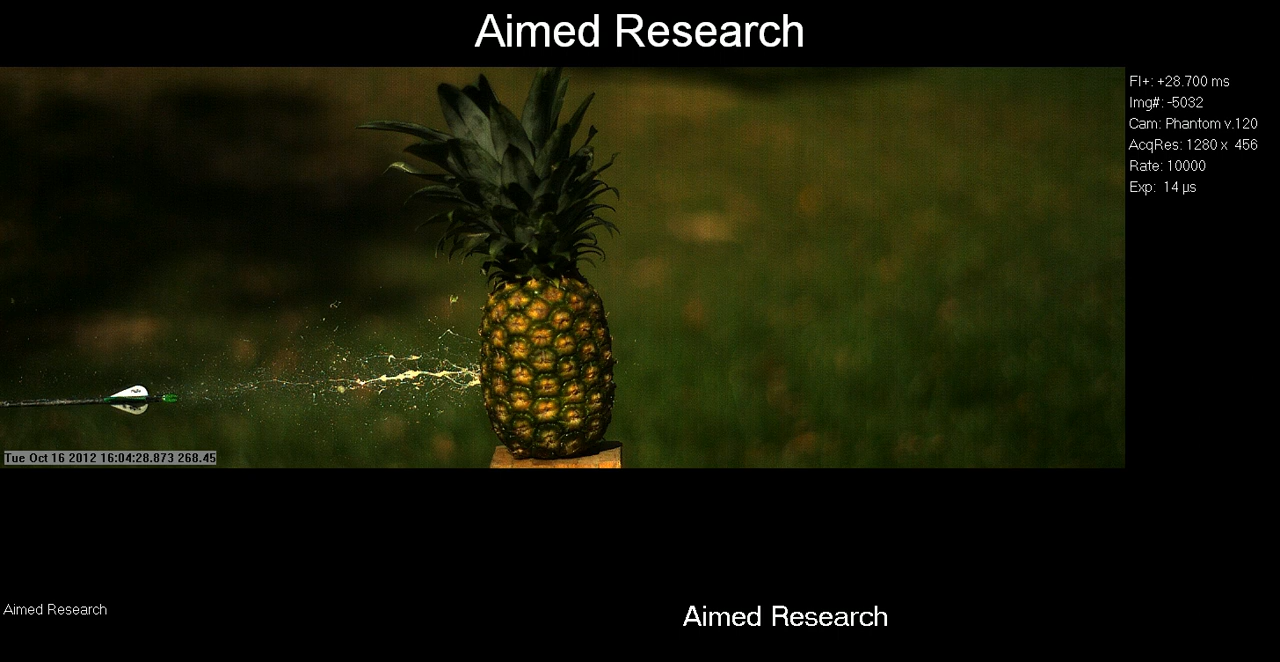 Aimed Research
FI+: +28.700 ms
Img#: -5032
Cam: Phantom v.120
AcqRes: 1280 x 456
Rate: 10000
Exp: 14 µs
Tue Oct 16 2012 16:04:28.873 268.45
Aimed Research
Aimed Research